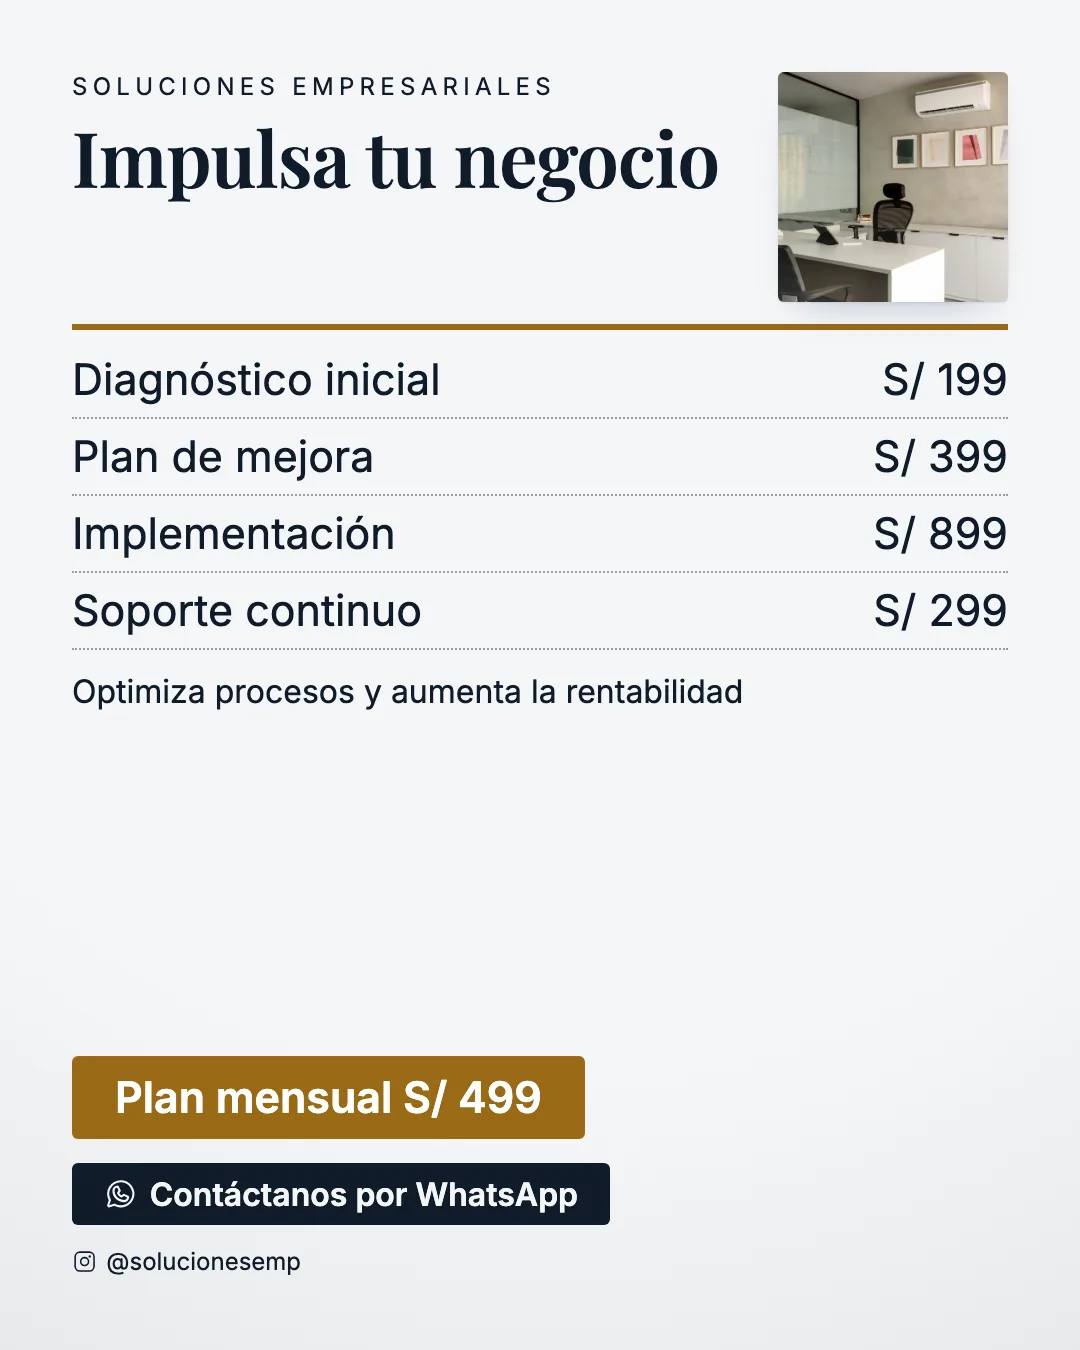 SOLUCIONES EMPRESARIALES
Impulsa tu negocio
Diagnóstico inicial S/ 199
Plan de mejora S/ 399
Implementación S/ 899
Soporte continuo S/ 299
Optimiza procesos y aumenta la rentabilidad
Plan mensual S/ 499
Contáctanos por WhatsApp
@solucionesemp